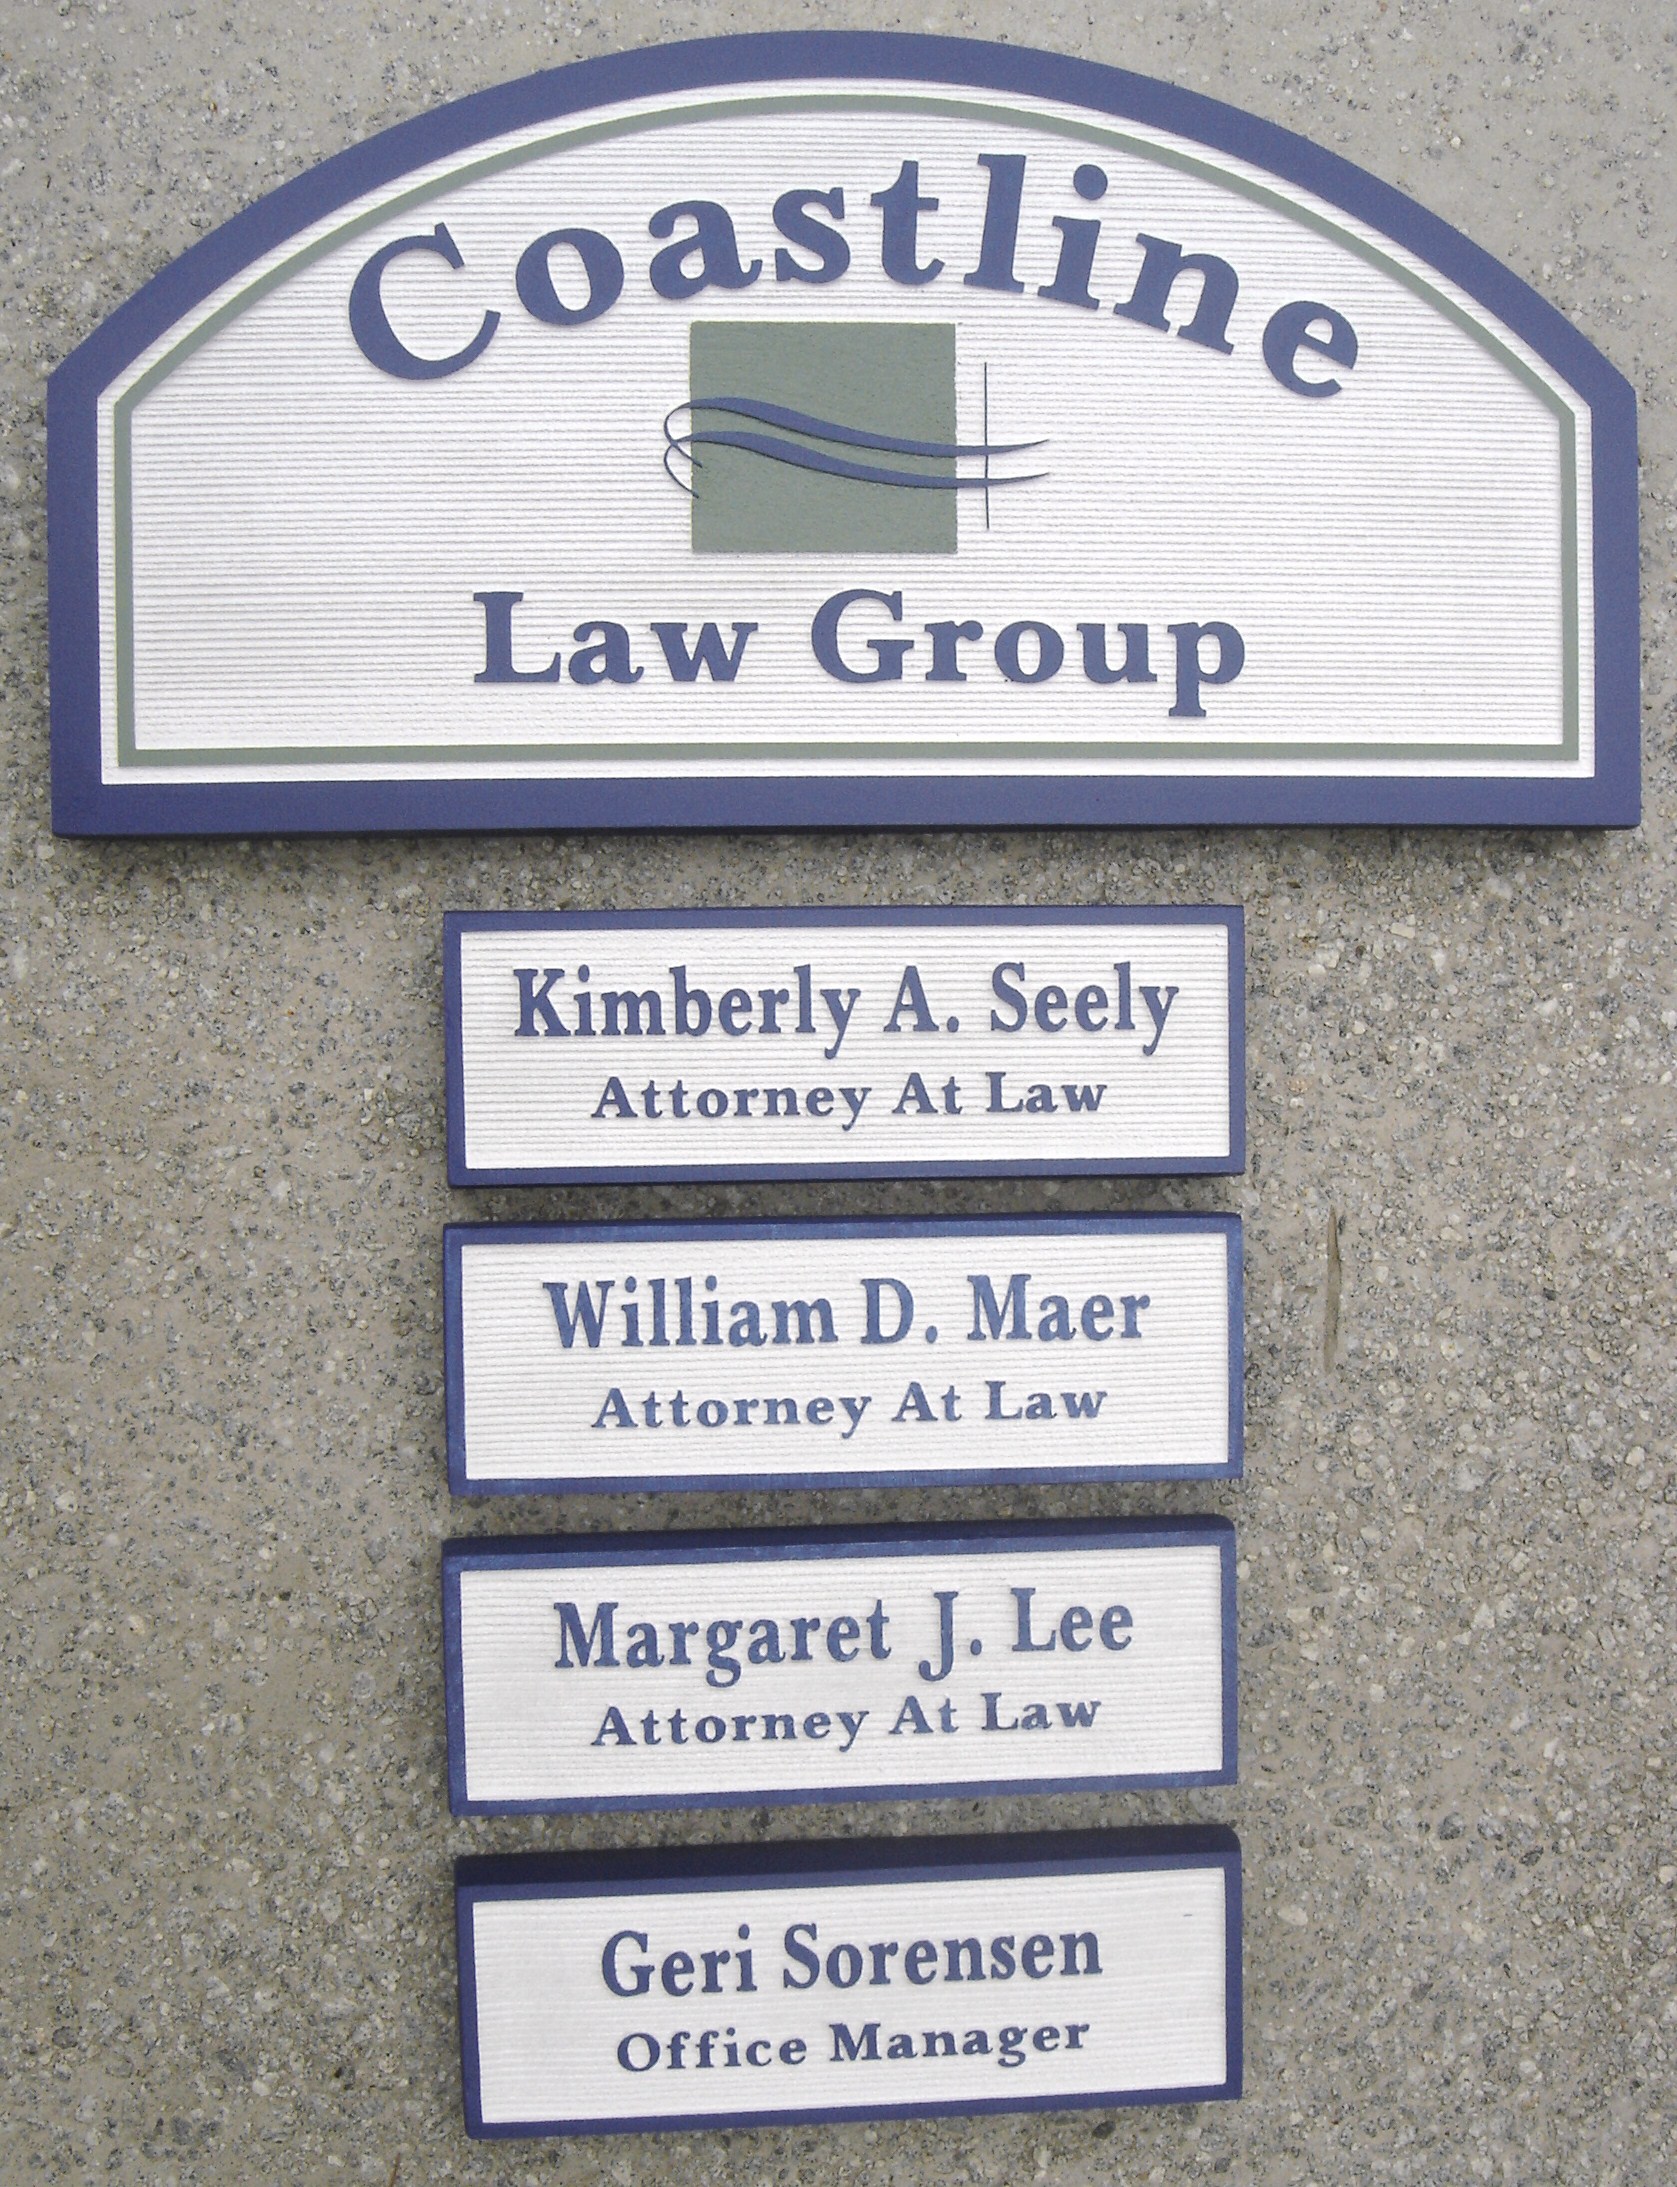 Coastline
Law Group
Kimberly A. Seely
Attorney At Law
William D. Maer
Attorney At Law
Margaret J. Lee
Attorney At Law
Geri Sorensen
Office Manager